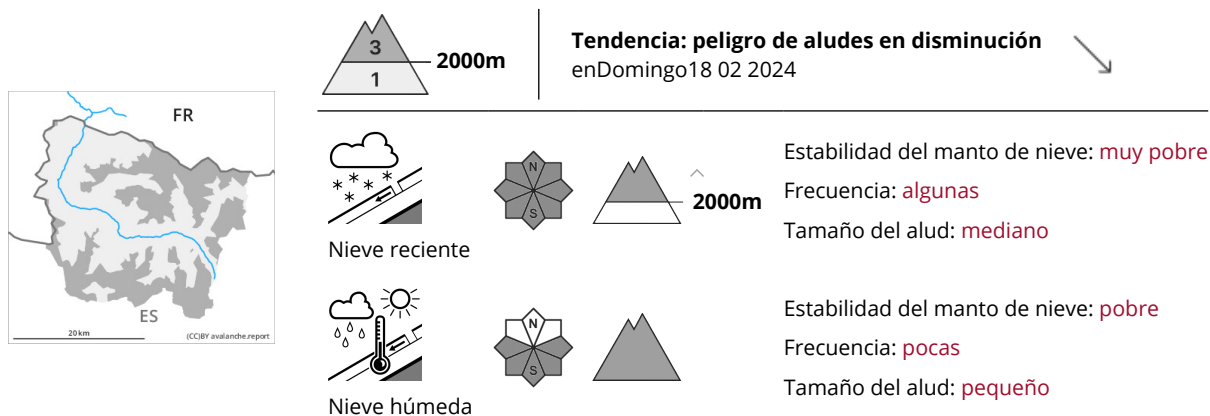 3
1
2000m
Tendencia: peligro de aludes en disminución
enDomingo18 02 2024
FR
ES
20 km
(CC)BY avalanche.report
Nieve reciente
N
S
2000m
Estabilidad del manto de nieve: muy pobre
Frecuencia: algunas
Tamaño del alud: mediano
Nieve húmeda
N
S
Estabilidad del manto de nieve: pobre
Frecuencia: pocas
Tamaño del alud: pequeño